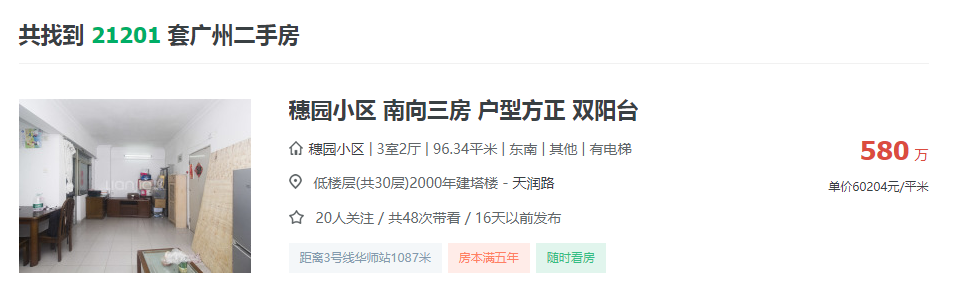 共找到 21201 套广州二手房
穗园小区 南向三房 户型方正 双阳台
穗园小区 | 3室2厅 | 96.34平米 | 东南 | 其他 | 有电梯
580 万
低楼层(共30层)2000年建塔楼 - 天润路
单价60204元/平米
20人关注 / 共48次带看 / 16天以前发布
距离3号线华师站1087米 房本满五年 随时看房